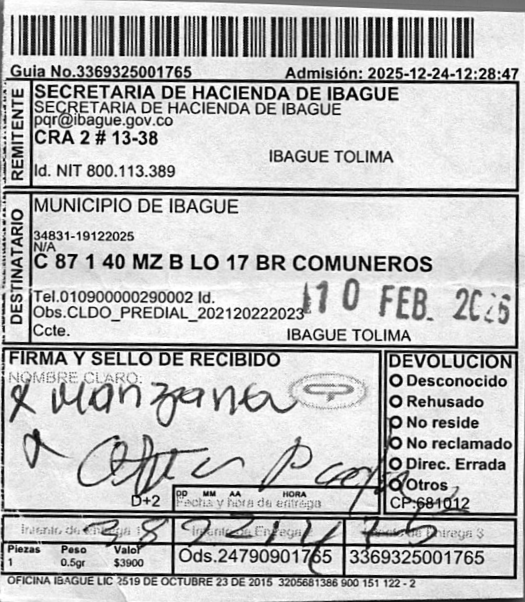 Guia No.3369325001765 Admisión: 2025-12-24-12:28:47
REMITENTE
SECRETARIA DE HACIENDA DE IBAGUE
SECRETARIA DE HACIENDA DE IBAGUE
pqr@ibague.gov.co
CRA 2 # 13-38
IBAGUE TOLIMA
Id. NIT 800.113.389
DESTINATARIO
MUNICIPIO DE IBAGUE
34831-19122025
N/A
C 87 1 40 MZ B LO 17 BR COMUNEROS
Tel.010900000290002 Id.
Obs.CLDO_PREDIAL_202120222023
10 FEB. 2026
Ccte.
IBAGUE TOLIMA
FIRMA Y SELLO DE RECIBIDO
NOMBRE CLARO:
x Manzana
D+2
DD MM AA HORA
Fecha y hora de entrega
DEVOLUCION
Desconocido
Rehusado
No reside
No reclamado
Direc. Errada
Otros
CP:681012
Intento de Entrega 1 Intento de Entrega Intento de Entrega 3
Piezas Peso Valor
1 0.5gr $3900
Ods.24790901765 3369325001765
OFICINA IBAGUE LIC 2519 DE OCTUBRE 23 DE 2015 3205681386 900 151 122 - 2